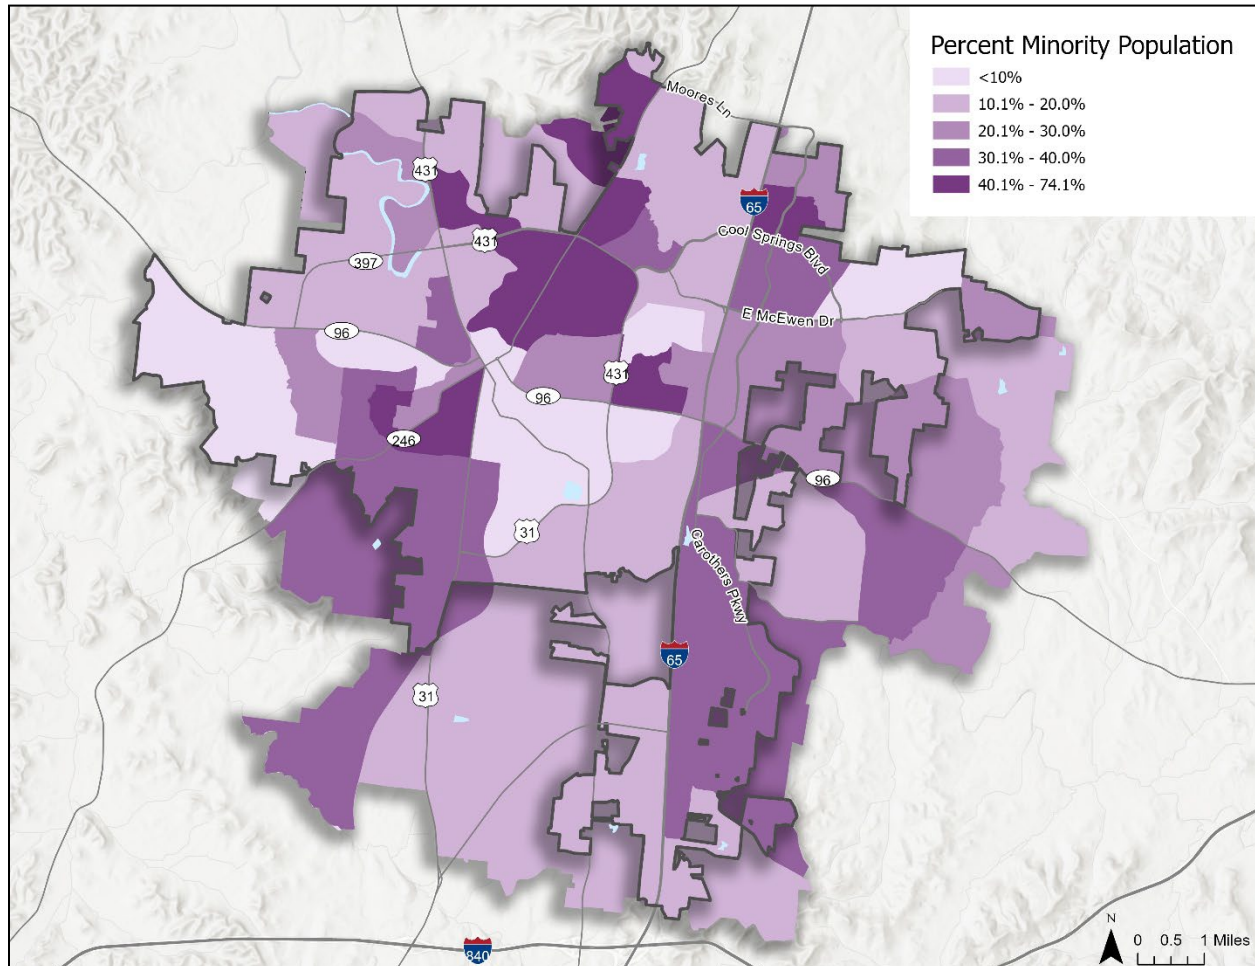 Percent Minority Population
<10%
10.1% - 20.0%
20.1% - 30.0%
30.1% - 40.0%
40.1% - 74.1%
Moores Ln
431
65
Cool Springs Blvd
431
397
E McEwen Dr
96
431
96
246
96
31
Carothers Pkwy
65
31
840
N
0 0.5 1 Miles